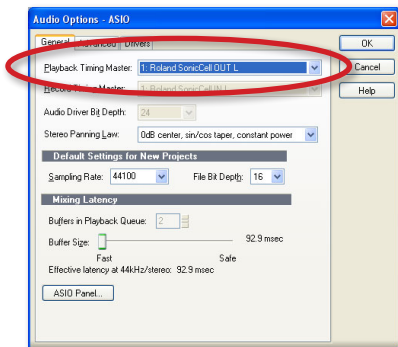 Audio Options - ASIO
General Advanced Drivers
OK
Playback Timing Master: 1: Roland SonicCell OUT L
Cancel
Record Timing Master: 1: Roland SonicCell IN L
Help
Audio Driver Bit Depth: 24
Stereo Panning Law: 0dB center, sin/cos taper, constant power
Default Settings for New Projects
Sampling Rate: 44100 File Bit Depth: 16
Mixing Latency
Buffers in Playback Queue: 2
Buffer Size: 92.9 msec
Fast Safe
Effective latency at 44kHz/stereo: 92.9 msec
ASIO Panel...